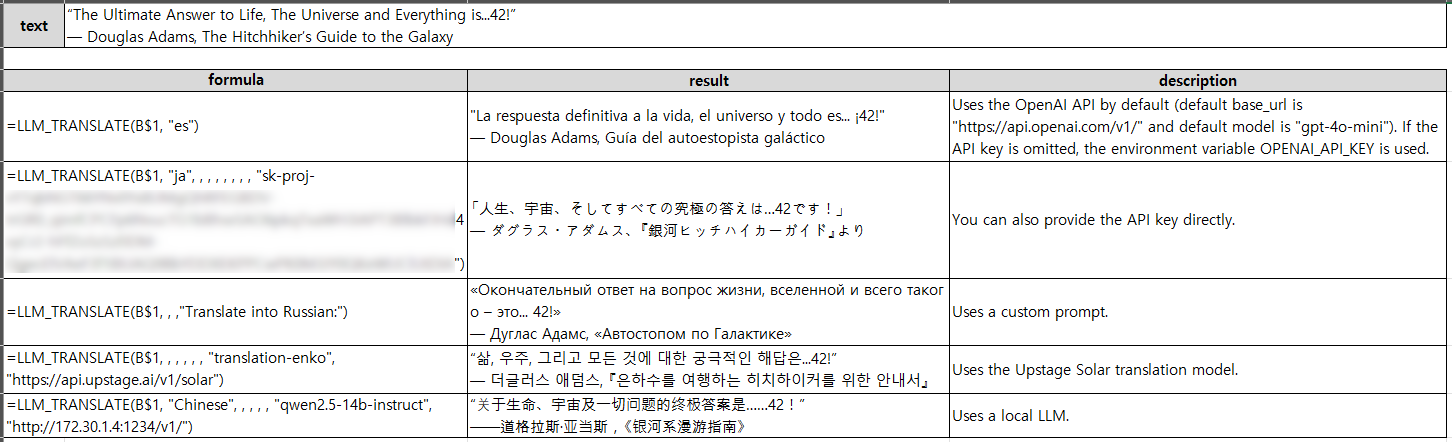 text
“The Ultimate Answer to Life, The Universe and Everything is...42!”
— Douglas Adams, The Hitchhiker’s Guide to the Galaxy
formula
result
description
=LLM_TRANSLATE(B$1, "es")
"La respuesta definitiva a la vida, el universo y todo es... ¡42!"
— Douglas Adams, Guía del autoestopista galáctico
Uses the OpenAI API by default (default base_url is
"https://api.openai.com/v1/" and default model is "gpt-4o-mini"). If the
API key is omitted, the environment variable OPENAI_API_KEY is used.
=LLM_TRANSLATE(B$1, "ja", , , , , , , , "sk-proj-
4
")
「人生、宇宙、そしてすべての究極の答えは...42です！」
— ダグラス・アダムス、『銀河ヒッチハイカーガイド』より
You can also provide the API key directly.
=LLM_TRANSLATE(B$1, , ,"Translate into Russian:")
«Окончательный ответ на вопрос жизни, вселенной и всего таког
о – это... 42!»
— Дуглас Адамс, «Автостопом по Галактике»
Uses a custom prompt.
=LLM_TRANSLATE(B$1, , , , , , "translation-enko",
"https://api.upstage.ai/v1/solar")
“삶, 우주, 그리고 모든 것에 대한 궁극적인 해답은...42!”
— 더글러스 애덤스,『은하수를 여행하는 히치하이커를 위한 안내서』
Uses the Upstage Solar translation model.
=LLM_TRANSLATE(B$1, "Chinese", , , , , "qwen2.5-14b-instruct",
"http://172.30.1.4:1234/v1/")
“关于生命、宇宙及一切问题的终极答案是……42！”
——道格拉斯·亚当斯，《银河系漫游指南》
Uses a local LLM.